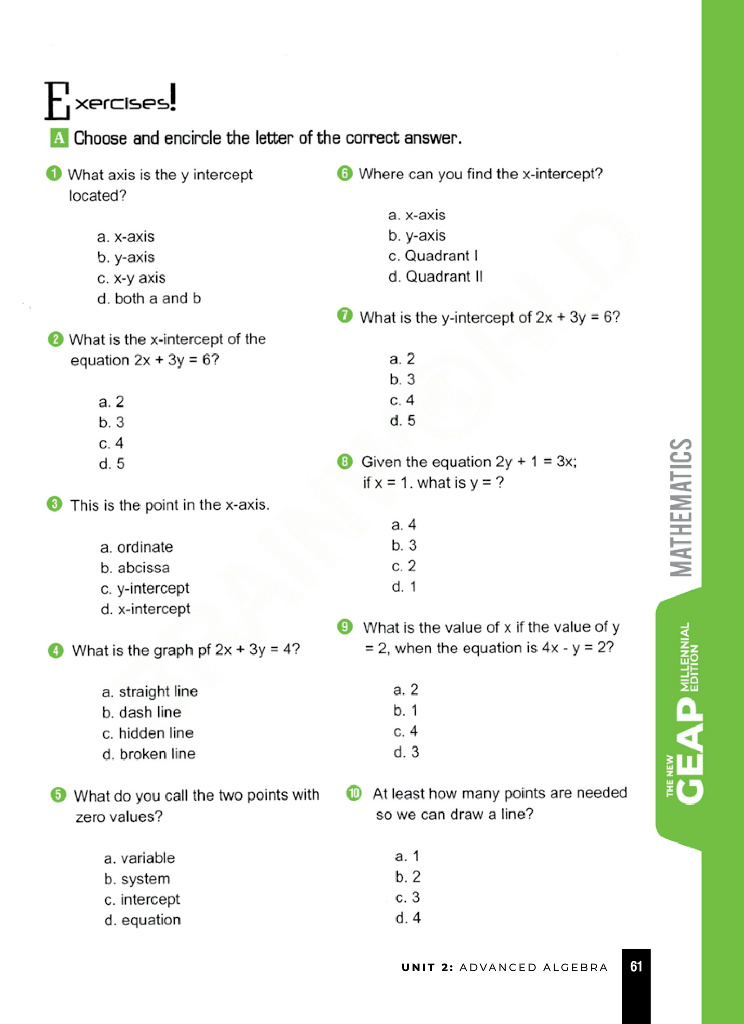 Exercises!
A Choose and encircle the letter of the correct answer.
1 What axis is the y intercept
located?
a. x-axis
b. y-axis
c. x-y axis
d. both a and b
2 What is the x-intercept of the
equation 2x + 3y = 6?
a. 2
b. 3
c. 4
d. 5
3 This is the point in the x-axis.
a. ordinate
b. abcissa
c. y-intercept
d. x-intercept
4 What is the graph pf 2x + 3y = 4?
a. straight line
b. dash line
c. hidden line
d. broken line
5 What do you call the two points with
zero values?
a. variable
b. system
c. intercept
d. equation
6 Where can you find the x-intercept?
a. x-axis
b. y-axis
c. Quadrant I
d. Quadrant II
7 What is the y-intercept of 2x + 3y = 6?
a. 2
b. 3
c. 4
d. 5
8 Given the equation 2y + 1 = 3x;
if x = 1. what is y = ?
a. 4
b. 3
c. 2
d. 1
9 What is the value of x if the value of y
= 2, when the equation is 4x - y = 2?
a. 2
b. 1
c. 4
d. 3
10 At least how many points are needed
so we can draw a line?
a. 1
b. 2
c. 3
d. 4
MATHEMATICS
THE NEW
GEAP
MILLENNIAL
EDITION
UNIT 2: ADVANCED ALGEBRA
61